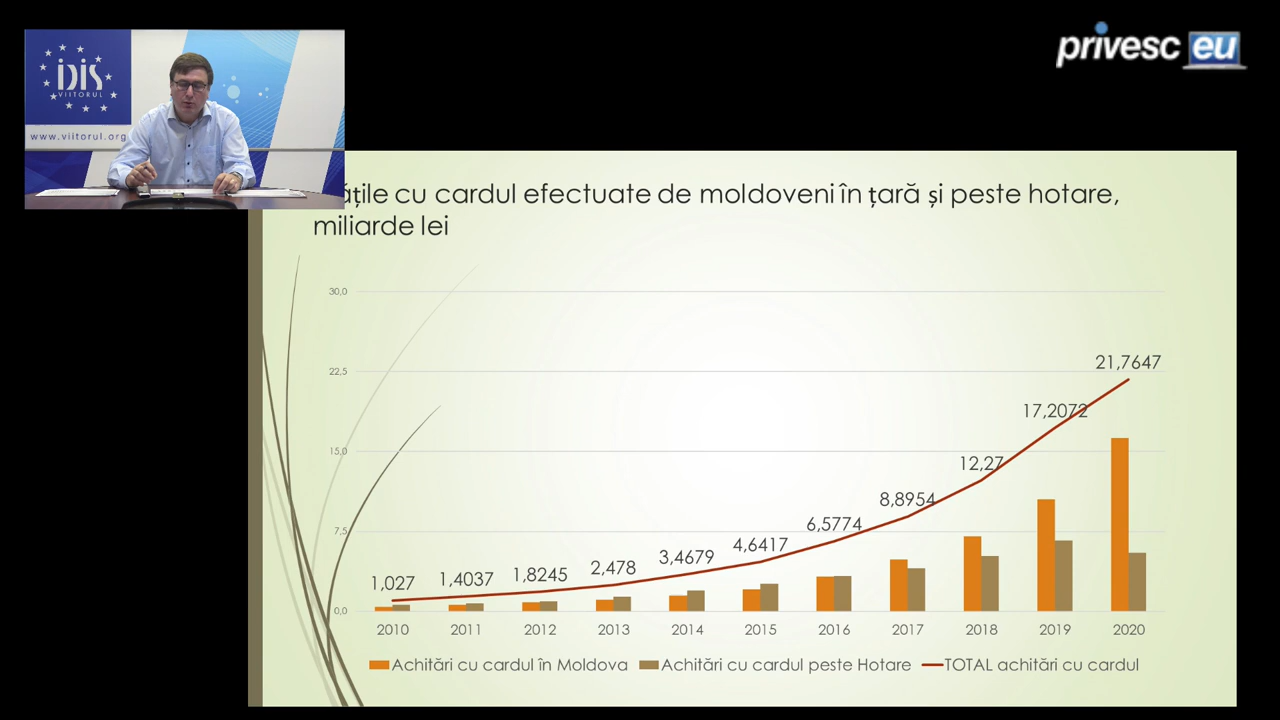 privesc eu
iDiS
VIITORUL
www.viitorul.org
cu cardul efectuate de moldoveni în țară și peste hotare,
miliarde lei
30,0
22,5
15,0
7,5
0,0
1,027
1,4037
1,8245
2,478
3,4679
4,6417
6,5774
8,8954
12,27
17,2072
21,7647
2010 2011 2012 2013 2014 2015 2016 2017 2018 2019 2020
Achitări cu cardul în Moldova Achitări cu cardul peste Hotare TOTAL achitări cu cardul